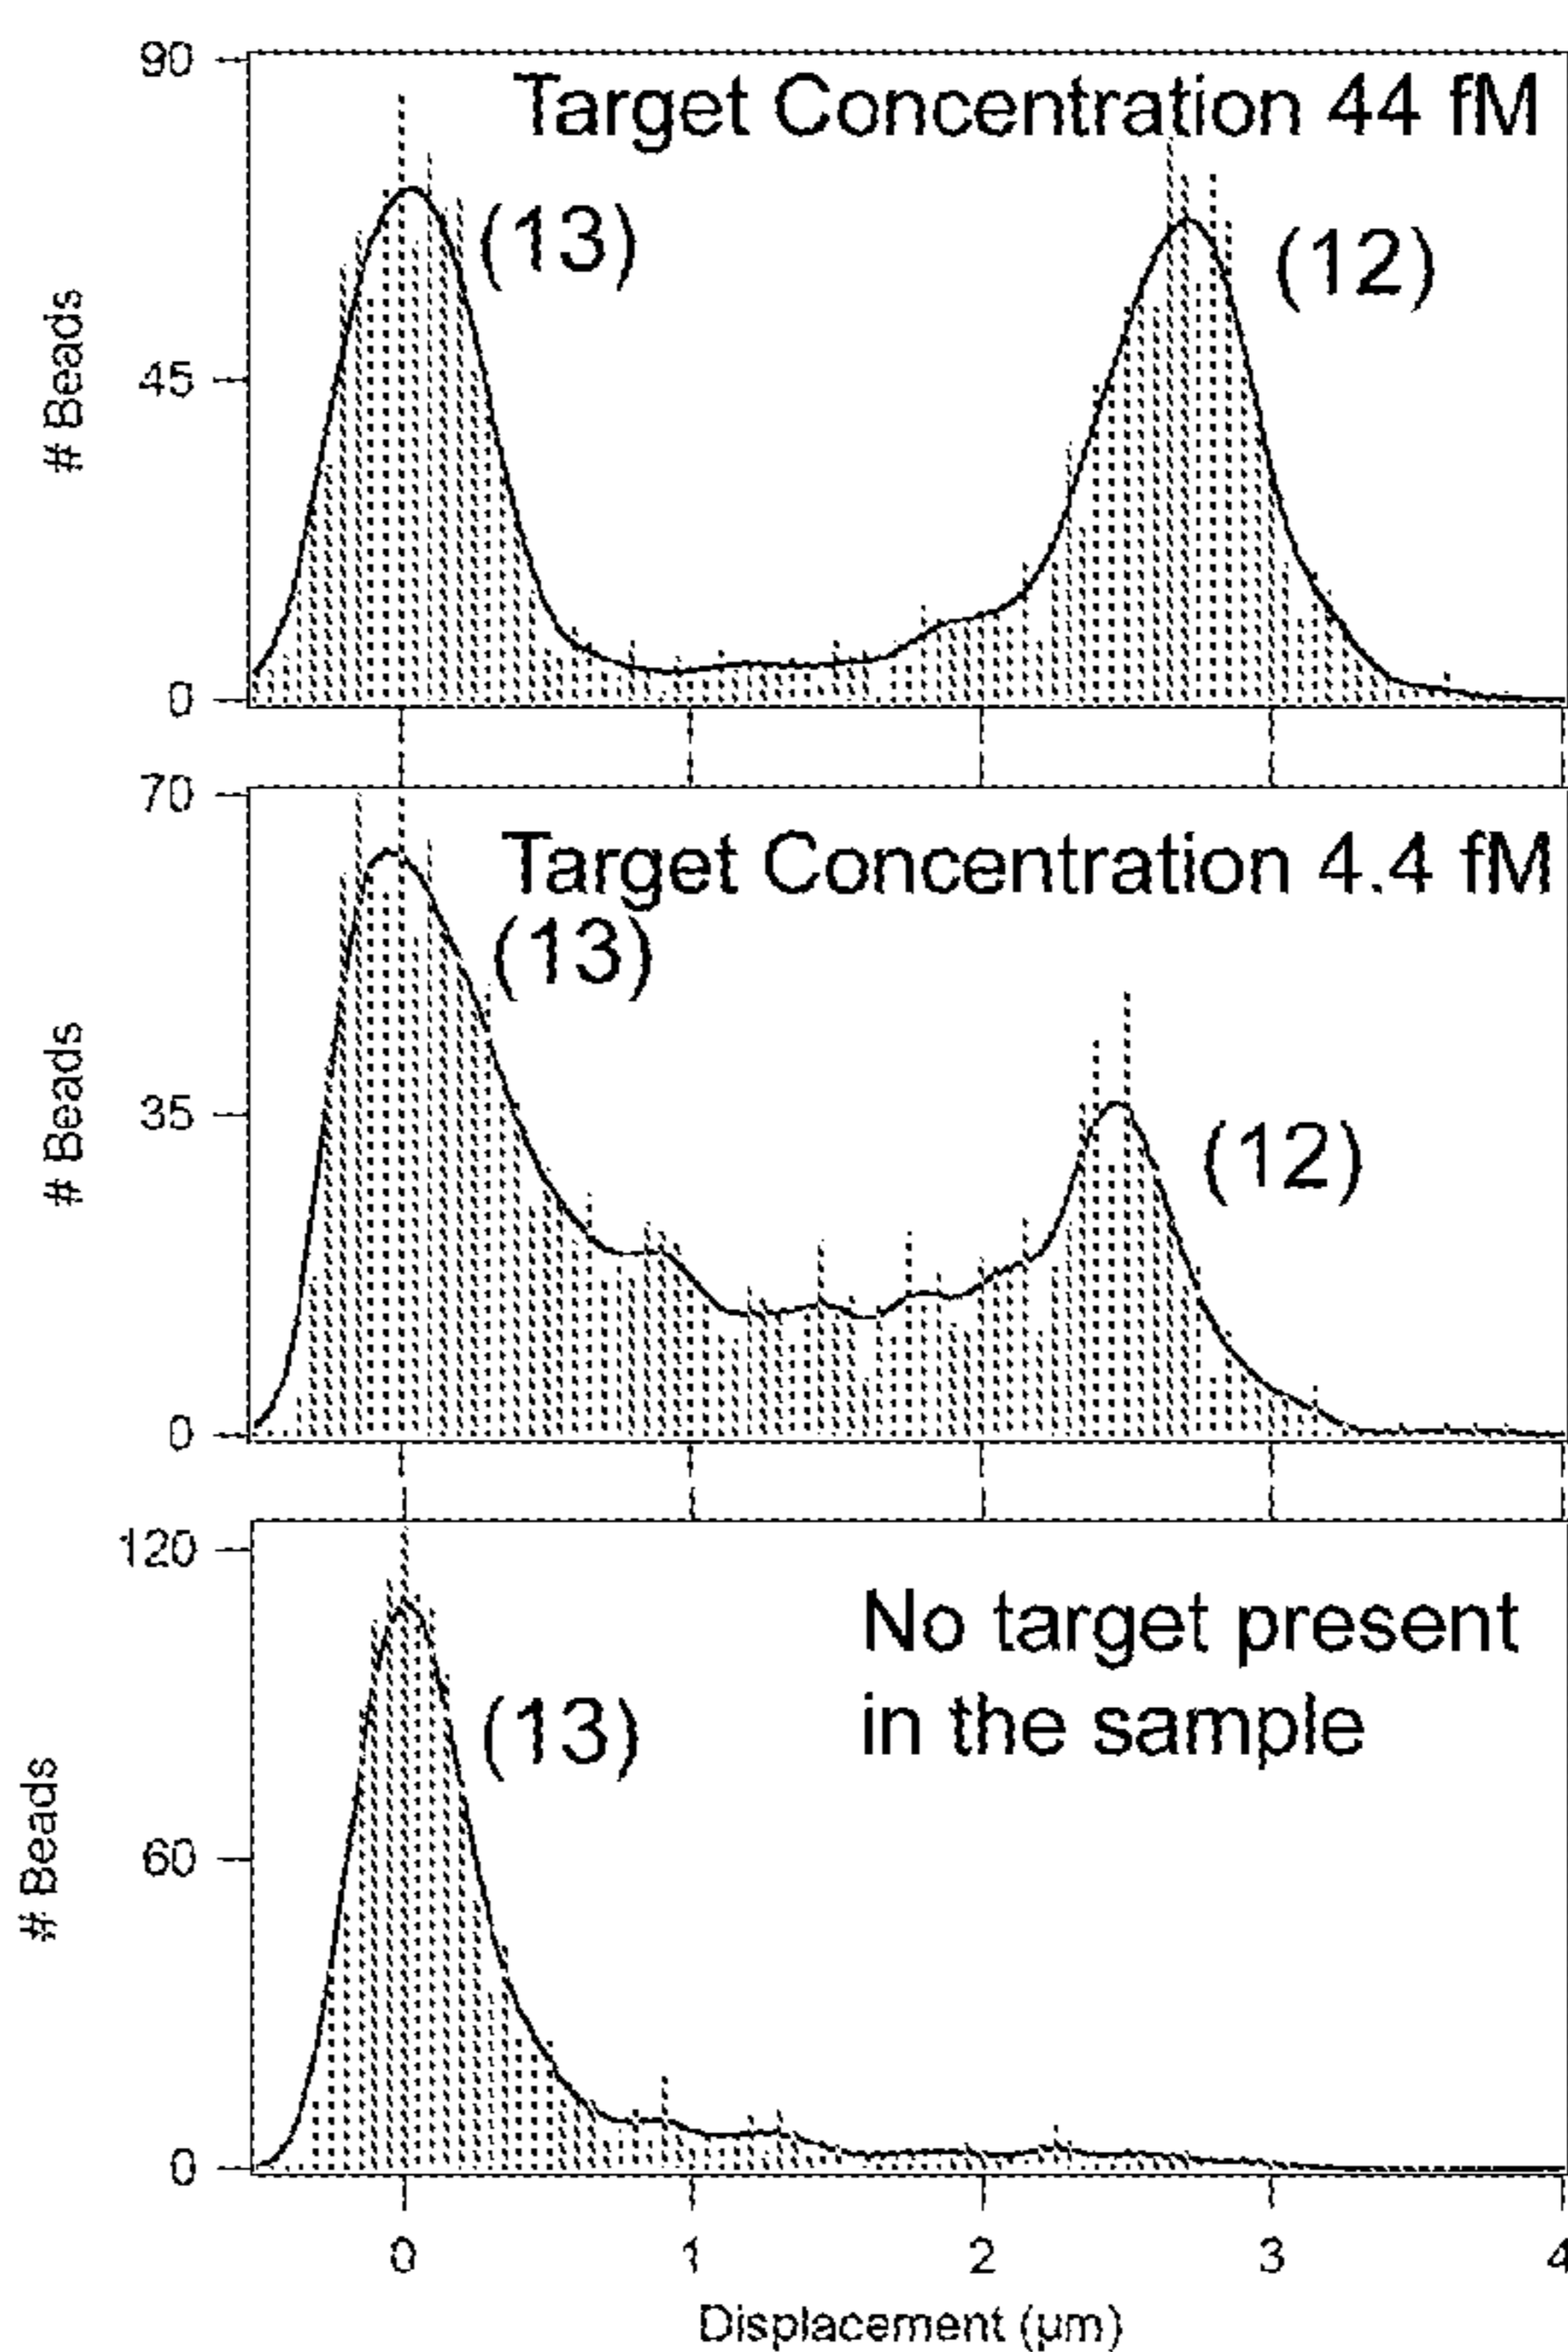 90
Target Concentration 44 fM
(13)
(12)
45
# Beads
0
70
Target Concentration 4.4 fM
(13)
(12)
35
# Beads
0
120
No target present
in the sample
(13)
60
# Beads
0
0 1 2 3 4
Displacement (µm)